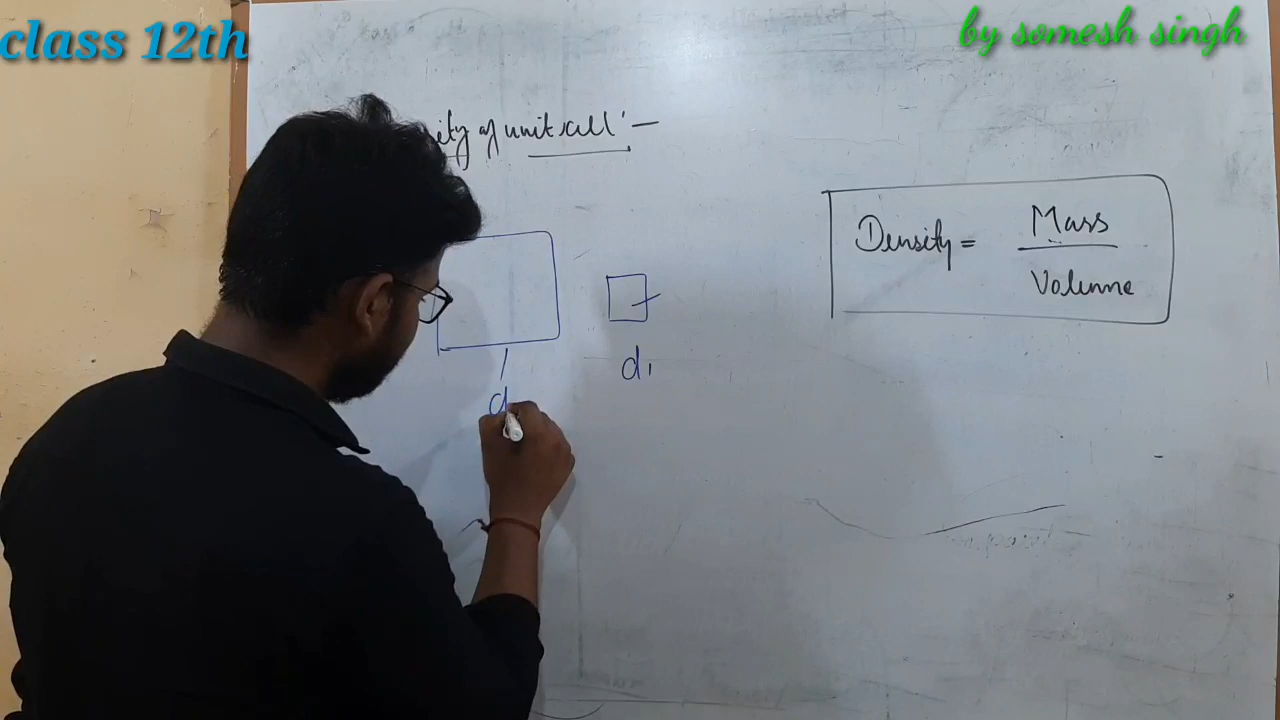 class 12th
by somesh singh
ity of unit cell :-
Density = Mass
Volume
d1
d